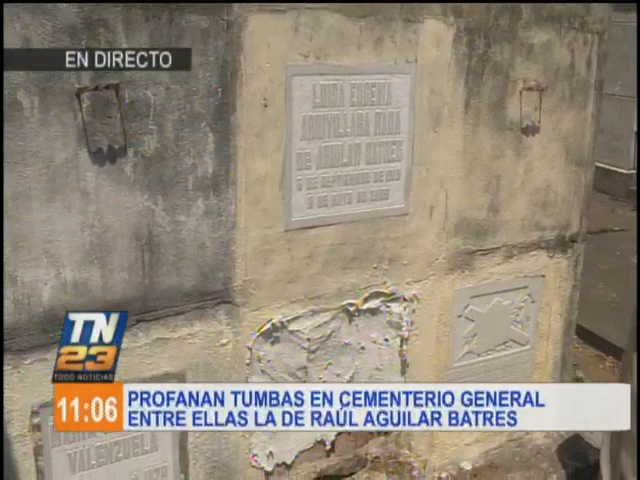 EN DIRECTO
LUISA EUGENIA
DE AGUILAR BATRES
TN
23
TODO NOTICIAS
11:06
PROFANAN TUMBAS EN CEMENTERIO GENERAL
ENTRE ELLAS LA DE RAÚL AGUILAR BATRES
VALENZUELA